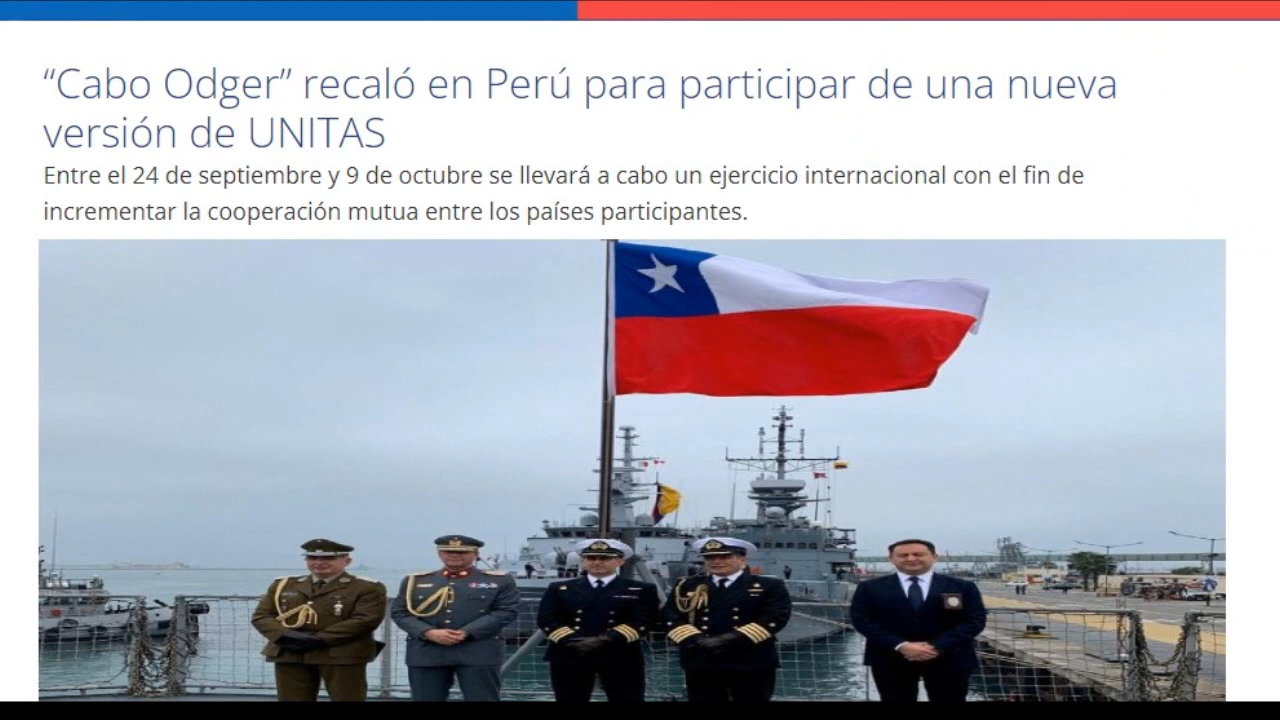 “Cabo Odger” recaló en Perú para participar de una nueva
versión de UNITAS
Entre el 24 de septiembre y 9 de octubre se llevará a cabo un ejercicio internacional con el fin de
incrementar la cooperación mutua entre los países participantes.